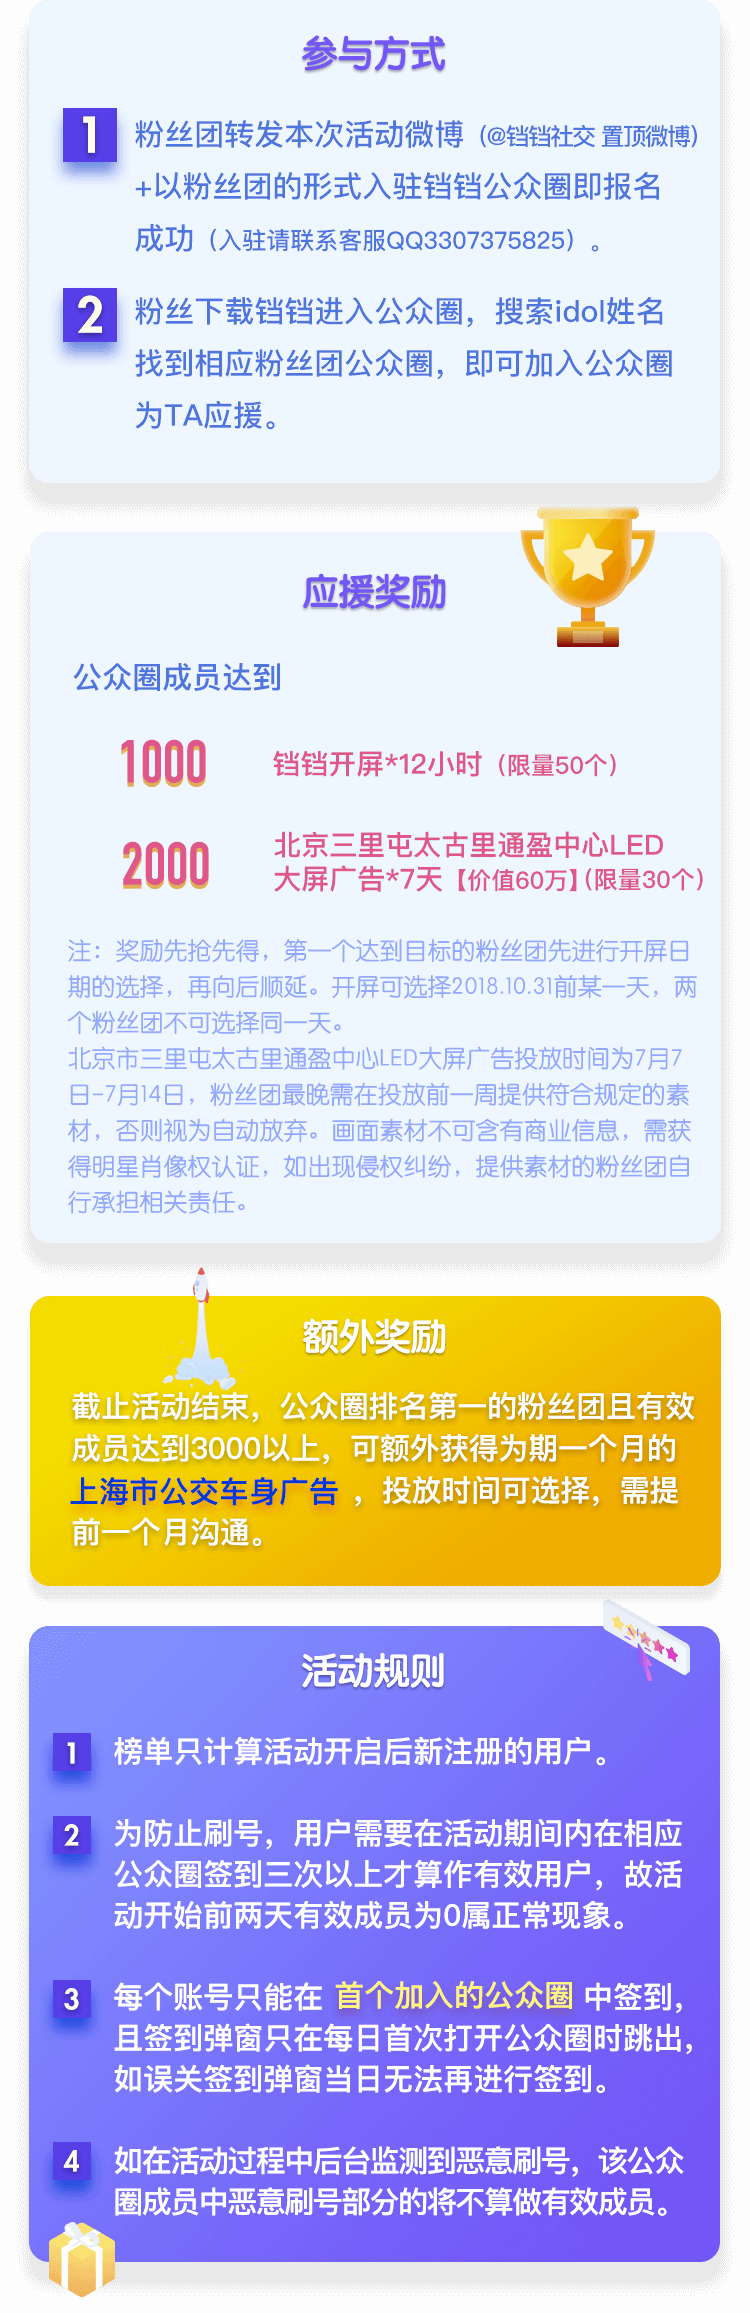 参与方式
1 粉丝团转发本次活动微博（@铛铛社交 置顶微博）
+以粉丝团的形式入驻铛铛公众圈即报名
成功（入驻请联系客服QQ3307375825）。
2 粉丝下载铛铛进入公众圈，搜索idol姓名
找到相应粉丝团公众圈，即可加入公众圈
为TA应援。
应援奖励
公众圈成员达到
1000 铛铛开屏*12小时（限量50个）
2000 北京三里屯太古里通盈中心LED
大屏广告*7天【价值60万】（限量30个）
注：奖励先抢先得，第一个达到目标的粉丝团先进行开屏日
期的选择，再向后顺延。开屏可选择2018.10.31前某一天，两
个粉丝团不可选择同一天。
北京市三里屯太古里通盈中心LED大屏广告投放时间为7月7
日-7月14日，粉丝团最晚需在投放前一周提供符合规定的素
材，否则视为自动放弃。画面素材不可含有商业信息，需获
得明星肖像权认证，如出现侵权纠纷，提供素材的粉丝团自
行承担相关责任。
额外奖励
截止活动结束，公众圈排名第一的粉丝团且有效
成员达到3000以上，可额外获得为期一个月的
上海市公交车身广告 ，投放时间可选择，需提
前一个月沟通。
活动规则
1 榜单只计算活动开启后新注册的用户。
2 为防止刷号，用户需要在活动期间内在相应
公众圈签到三次以上才算作有效用户，故活
动开始前两天有效成员为0属正常现象。
3 每个账号只能在 首个加入的公众圈 中签到，
且签到弹窗只在每日首次打开公众圈时跳出，
如误关签到弹窗当日无法再进行签到。
4 如在活动过程中后台监测到恶意刷号，该公众
圈成员中恶意刷号部分的将不算做有效成员。